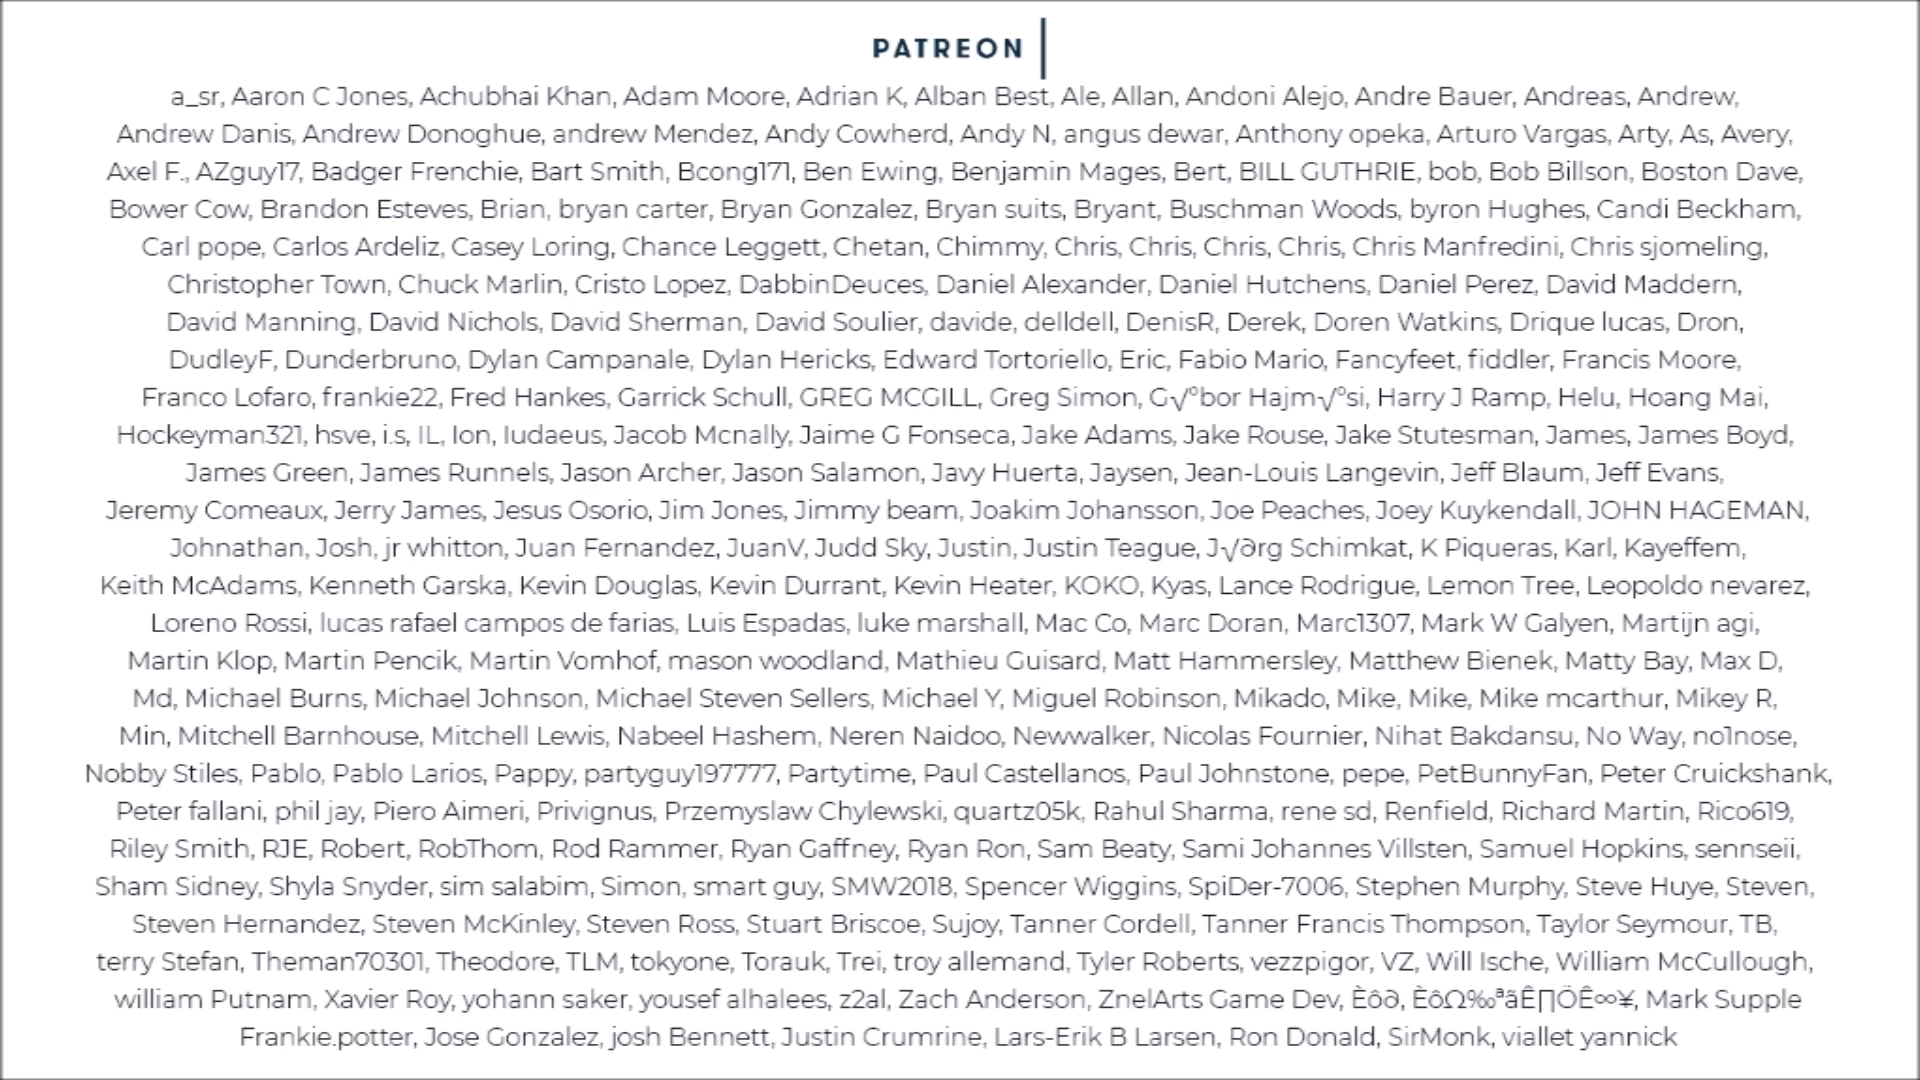 PATREON
a_sr, Aaron C Jones, Achubhai Khan, Adam Moore, Adrian K, Alban Best, Ale, Allan, Andoni Alejo, Andre Bauer, Andreas, Andrew,
Andrew Danis, Andrew Donoghue, andrew Mendez, Andy Cowherd, Andy N, angus dewar, Anthony opeka, Arturo Vargas, Arty, As, Avery,
Axel F., AZguy17, Badger Frenchie, Bart Smith, Bcong171, Ben Ewing, Benjamin Mages, Bert, BILL GUTHRIE, bob, Bob Billson, Boston Dave,
Bower Cow, Brandon Esteves, Brian, bryan carter, Bryan Gonzalez, Bryan suits, Bryant, Buschman Woods, byron Hughes, Candi Beckham,
Carl pope, Carlos Ardeliz, Casey Loring, Chance Leggett, Chetan, Chimmy, Chris, Chris, Chris, Chris, Chris Manfredini, Chris sjomeling,
Christopher Town, Chuck Marlin, Cristo Lopez, DabbinDeuces, Daniel Alexander, Daniel Hutchens, Daniel Perez, David Maddern,
David Manning, David Nichols, David Sherman, David Soulier, davide, delldell, DenisR, Derek, Doren Watkins, Drique lucas, Dron,
DudleyF, Dunderbruno, Dylan Campanale, Dylan Hericks, Edward Tortoriello, Eric, Fabio Mario, Fancyfeet, fiddler, Francis Moore,
Franco Lofaro, frankie22, Fred Hankes, Garrick Schull, GREG MCGILL, Greg Simon, G√°bor Hajm√°si, Harry J Ramp, Helu, Hoang Mai,
Hockeyman321, hsve, i.s, IL, Ion, Iudaeus, Jacob Mcnally, Jaime G Fonseca, Jake Adams, Jake Rouse, Jake Stutesman, James, James Boyd,
James Green, James Runnels, Jason Archer, Jason Salamon, Javy Huerta, Jaysen, Jean-Louis Langevin, Jeff Blaum, Jeff Evans,
Jeremy Comeaux, Jerry James, Jesus Osorio, Jim Jones, Jimmy beam, Joakim Johansson, Joe Peaches, Joey Kuykendall, JOHN HAGEMAN,
Johnathan, Josh, jr whitton, Juan Fernandez, JuanV, Judd Sky, Justin, Justin Teague, J√∂rg Schimkat, K Piqueras, Karl, Kayeffem,
Keith McAdams, Kenneth Garska, Kevin Douglas, Kevin Durrant, Kevin Heater, KOKO, Kyas, Lance Rodrigue, Lemon Tree, Leopoldo nevarez,
Loreno Rossi, lucas rafael campos de farias, Luis Espadas, luke marshall, Mac Co, Marc Doran, Marc1307, Mark W Galyen, Martijn agi,
Martin Klop, Martin Pencik, Martin Vomhof, mason woodland, Mathieu Guisard, Matt Hammersley, Matthew Bienek, Matty Bay, Max D,
Md, Michael Burns, Michael Johnson, Michael Steven Sellers, Michael Y, Miguel Robinson, Mikado, Mike, Mike, Mike mcarthur, Mikey R,
Min, Mitchell Barnhouse, Mitchell Lewis, Nabeel Hashem, Neren Naidoo, Newwalker, Nicolas Fournier, Nihat Bakdansu, No Way, no1nose,
Nobby Stiles, Pablo, Pablo Larios, Pappy, partyguy197777, Partytime, Paul Castellanos, Paul Johnstone, pepe, PetBunnyFan, Peter Cruickshank,
Peter fallani, phil jay, Piero Aimeri, Privignus, Przemyslaw Chylewski, quartz05k, Rahul Sharma, rene sd, Renfield, Richard Martin, Rico619,
Riley Smith, RJE, Robert, RobThom, Rod Rammer, Ryan Gaffney, Ryan Ron, Sam Beaty, Sami Johannes Villsten, Samuel Hopkins, sennseii,
Sham Sidney, Shyla Snyder, sim salabim, Simon, smart guy, SMW2018, Spencer Wiggins, SpiDer-7006, Stephen Murphy, Steve Huye, Steven,
Steven Hernandez, Steven McKinley, Steven Ross, Stuart Briscoe, Sujoy, Tanner Cordell, Tanner Francis Thompson, Taylor Seymour, TB,
terry Stefan, Theman70301, Theodore, TLM, tokyone, Torauk, Trei, troy allemand, Tyler Roberts, vezzpigor, VZ, Will Ische, William McCullough,
william Putnam, Xavier Roy, yohann saker, yousef alhalees, z2al, Zach Anderson, ZnelArts Game Dev, Èô∂, ÈôΩ‰ªãÊ∏ÖÊ∞¥, Mark Supple
Frankie.potter, Jose Gonzalez, josh Bennett, Justin Crumrine, Lars-Erik B Larsen, Ron Donald, SirMonk, viallet yannick